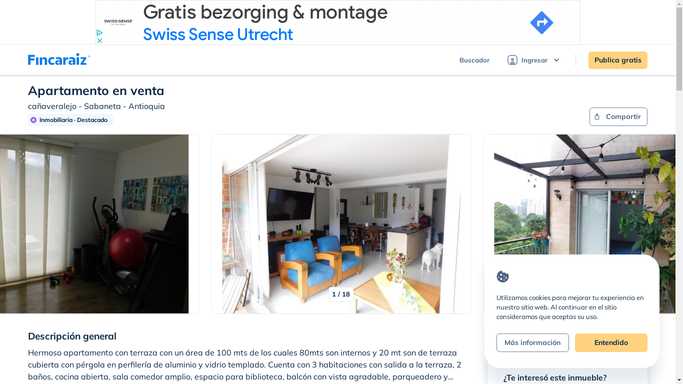 SWISS SENSE
Gratis bezorging & montage
Swiss Sense Utrecht
Fincaraiz
Buscador
Ingresar
Publica gratis
Apartamento en venta
cañaveralejo - Sabaneta - Antioquia
Inmobiliaria · Destacado
Compartir
1 / 18
Utilizamos cookies para mejorar tu experiencia en
nuestro sitio web. Al continuar en el sitio
consideramos que aceptas su uso.
Más información
Entendido
Descripción general
Hermoso apartamento con terraza con un área de 100 mts de los cuales 80mts son internos y 20 mt son de terraza
cubierta con pérgola en perfilería de aluminio y vidrio templado. Cuenta con 3 habitaciones con salida a la terraza, 2
baños, cocina abierta, sala comedor amplio, espacio para biblioteca, balcón con vista agradable, parqueadero y...
¿Te interesó este inmueble?